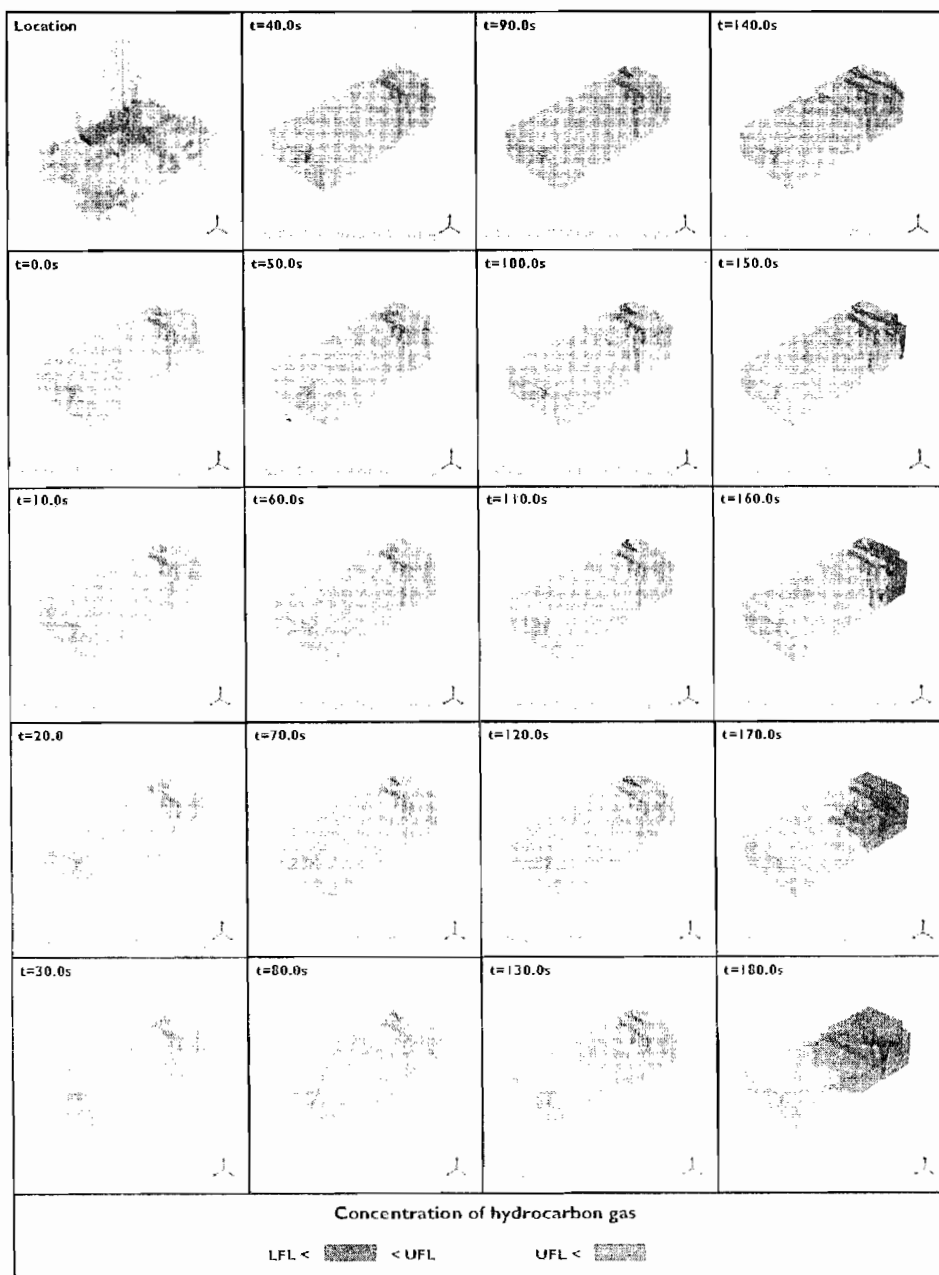 Location
t=40.0s
t=90.0s
t=140.0s
t=0.0s
t=50.0s
t=100.0s
t=150.0s
t=10.0s
t=60.0s
t=110.0s
t=160.0s
t=20.0
t=70.0s
t=120.0s
t=170.0s
t=30.0s
t=80.0s
t=130.0s
t=180.0s
Concentration of hydrocarbon gas
LFL < < UFL UFL <